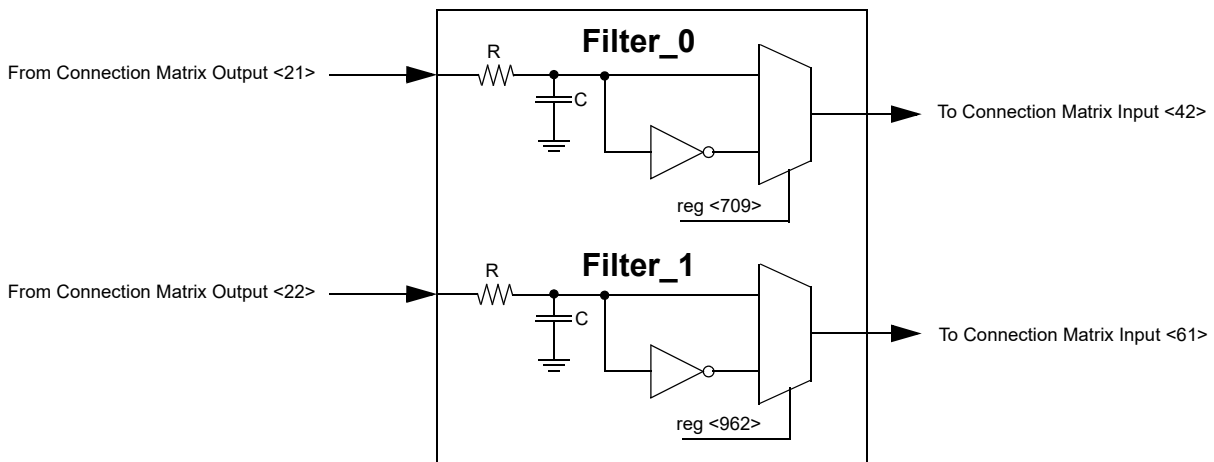 Filter_0
R
From Connection Matrix Output <21>
C
To Connection Matrix Input <42>
reg <709>
Filter_1
R
From Connection Matrix Output <22>
C
To Connection Matrix Input <61>
reg <962>